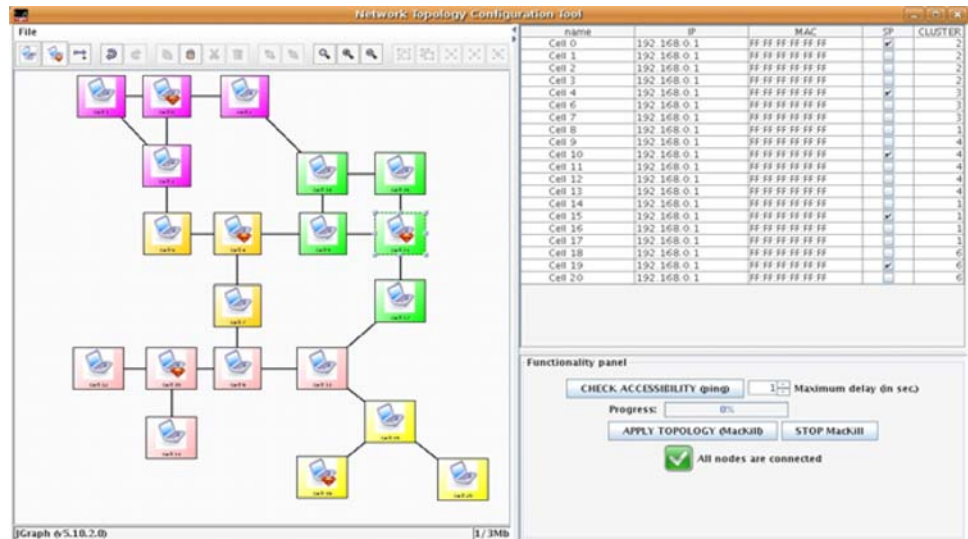 Network Topology Configuration Tool
File
name IP MAC SP CLUSTER
Cell 0 192.168.0.1 FF:FF:FF:FF:FF:FF 2
Cell 1 192.168.0.1 FF:FF:FF:FF:FF:FF 2
Cell 2 192.168.0.1 FF:FF:FF:FF:FF:FF 2
Cell 3 192.168.0.1 FF:FF:FF:FF:FF:FF 2
Cell 4 192.168.0.1 FF:FF:FF:FF:FF:FF 3
Cell 6 192.168.0.1 FF:FF:FF:FF:FF:FF 3
Cell 7 192.168.0.1 FF:FF:FF:FF:FF:FF 3
Cell 8 192.168.0.1 FF:FF:FF:FF:FF:FF 1
Cell 9 192.168.0.1 FF:FF:FF:FF:FF:FF 4
Cell 10 192.168.0.1 FF:FF:FF:FF:FF:FF 4
Cell 11 192.168.0.1 FF:FF:FF:FF:FF:FF 4
Cell 12 192.168.0.1 FF:FF:FF:FF:FF:FF 4
Cell 13 192.168.0.1 FF:FF:FF:FF:FF:FF 4
Cell 14 192.168.0.1 FF:FF:FF:FF:FF:FF 1
Cell 15 192.168.0.1 FF:FF:FF:FF:FF:FF 1
Cell 16 192.168.0.1 FF:FF:FF:FF:FF:FF 1
Cell 17 192.168.0.1 FF:FF:FF:FF:FF:FF 1
Cell 18 192.168.0.1 FF:FF:FF:FF:FF:FF 6
Cell 19 192.168.0.1 FF:FF:FF:FF:FF:FF 6
Cell 20 192.168.0.1 FF:FF:FF:FF:FF:FF 6
Functionality panel
CHECK ACCESSIBILITY (ping) 1 Maximum delay (in sec.)
Progress: 0%
APPLY TOPOLOGY (MacKill) STOP MacKill
All nodes are connected
JGraph (v5.10.2.0) 1/3Mb